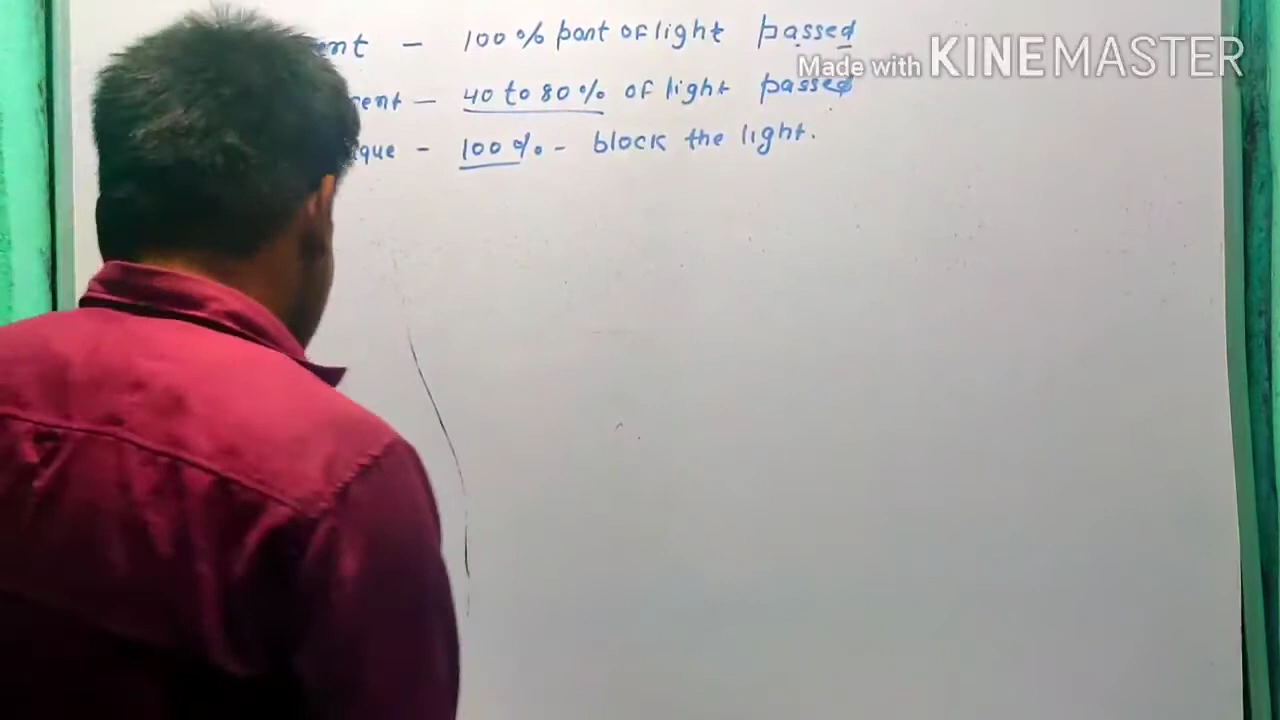 ent - 100% part of light passed
Made with KINEMASTER
rent - 40 to 80% of light passed
que - 100% - block the light.